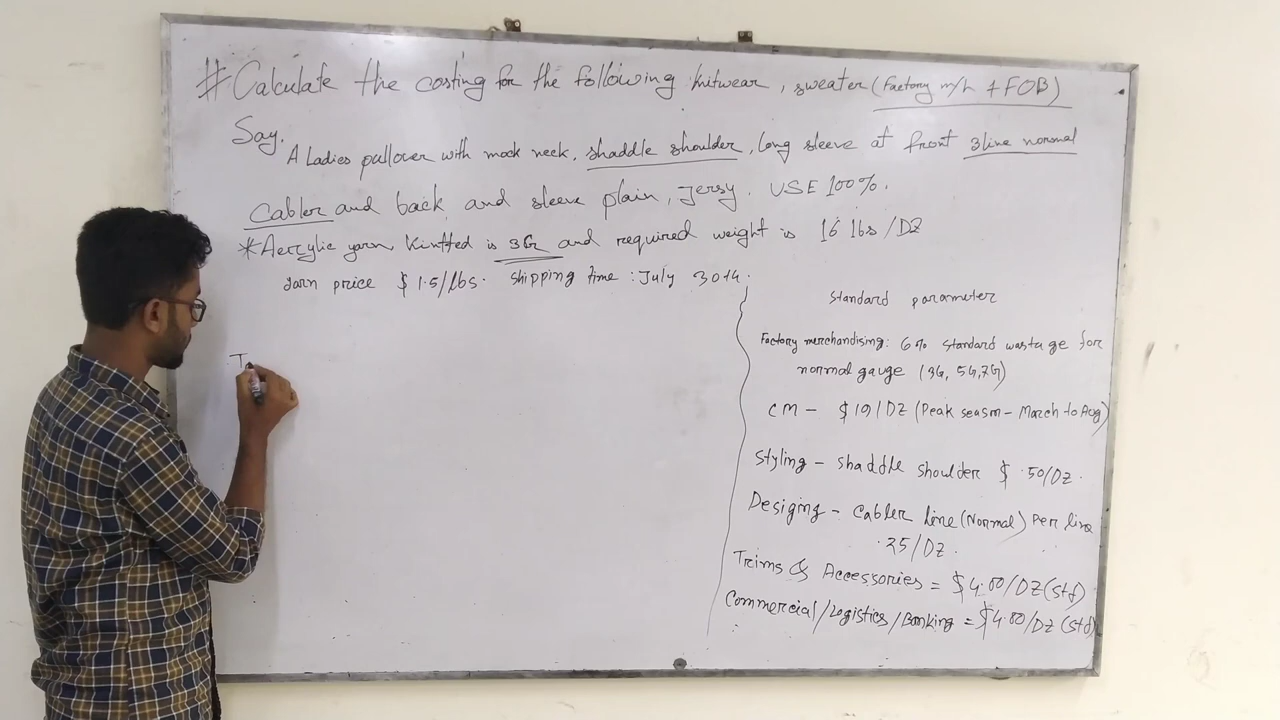 # Calculate the costing for the following knitwear, sweater (Factory m/h + FOB)
Say,
A Ladies pullover with mock neck, shaddle shoulder, Long sleeve at front 3line normal
Cabler and back, and sleeve plain, Jersy. USE 100%.
*Aercylic yarn, Kintted is 3G and required weight is 16 lbs/DZ
yarn price $1.5/Lbs. Shipping time : July 3014.
T
Standard parameter
Factory merchandising: 6% standard wastage for
normal gauge (3G, 5G, 7G)
CM - $19/DZ (Peak season - March to Aug)
Styling - Shaddle shoulder $.50/DZ.
Desiging - Cabler line (Normal) Per line
.25/DZ.
Trims & Accessories = $4.80/DZ (std)
Commercial/Logistics/Banking = $4.80/DZ (std)